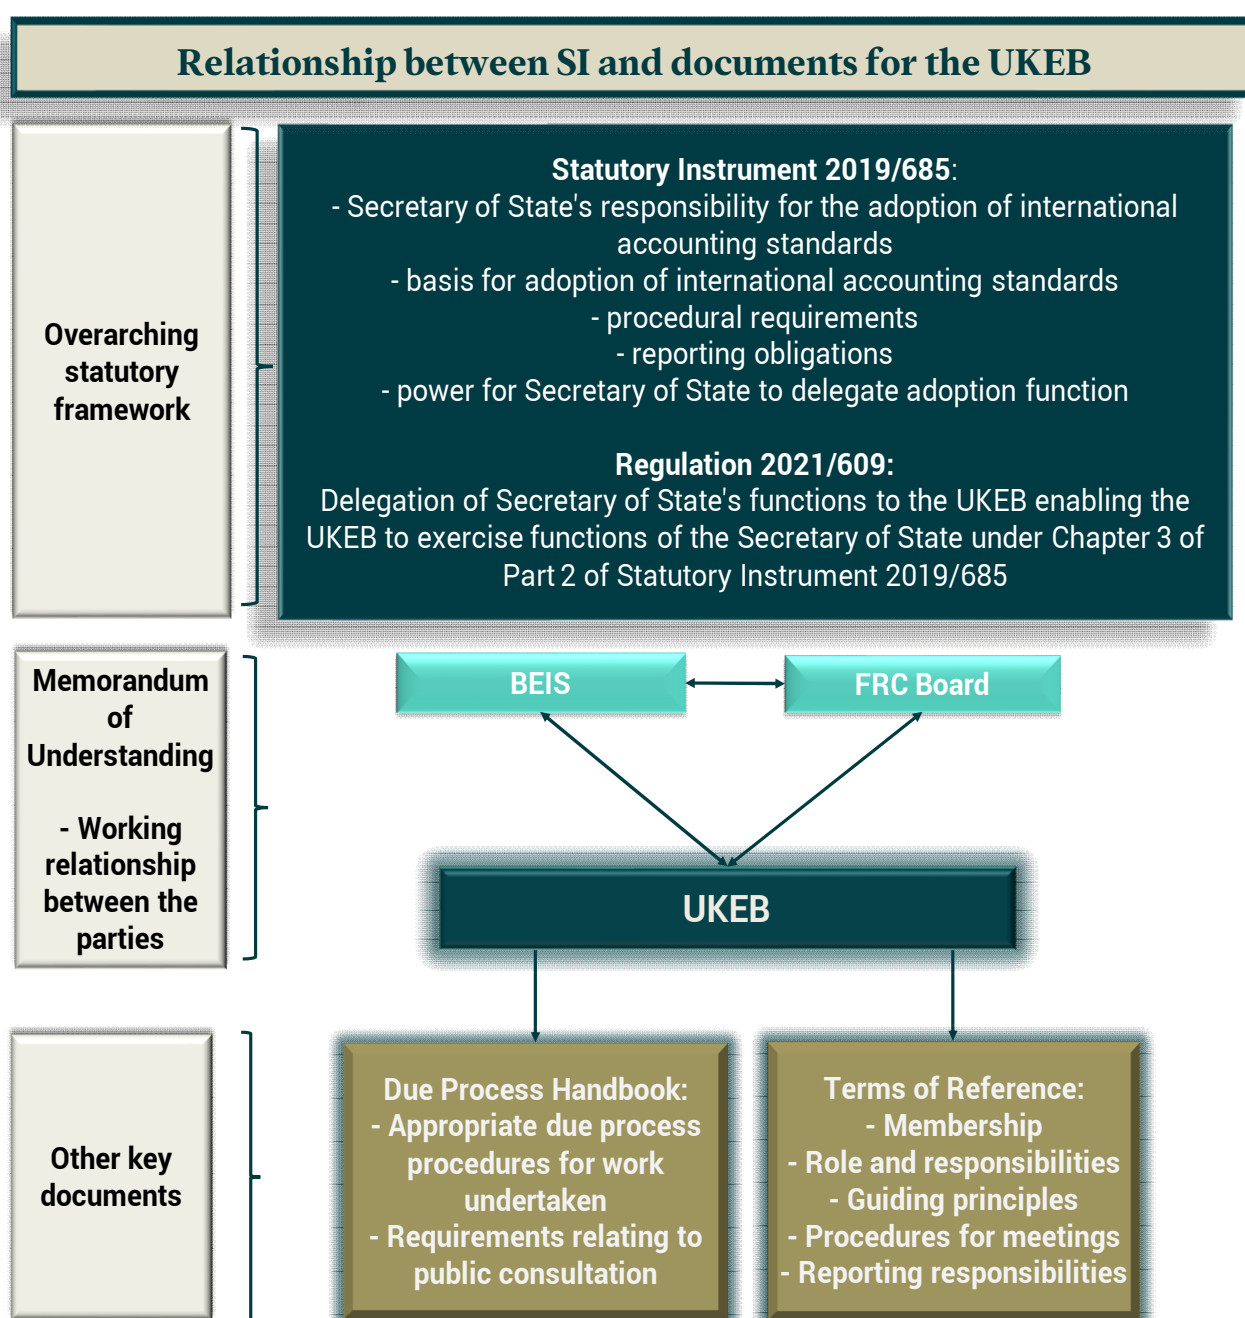 Relationship between SI and documents for the UKEB
Overarching
statutory
framework
Statutory Instrument 2019/685:
- Secretary of State's responsibility for the adoption of international
accounting standards
- basis for adoption of international accounting standards
- procedural requirements
- reporting obligations
- power for Secretary of State to delegate adoption function
Regulation 2021/609:
Delegation of Secretary of State's functions to the UKEB enabling the
UKEB to exercise functions of the Secretary of State under Chapter 3 of
Part 2 of Statutory Instrument 2019/685
Memorandum
of
Understanding
- Working
relationship
between the
parties
BEIS
FRC Board
UKEB
Other key
documents
Due Process Handbook:
- Appropriate due process
procedures for work
undertaken
- Requirements relating to
public consultation
Terms of Reference:
- Membership
- Role and responsibilities
- Guiding principles
- Procedures for meetings
- Reporting responsibilities